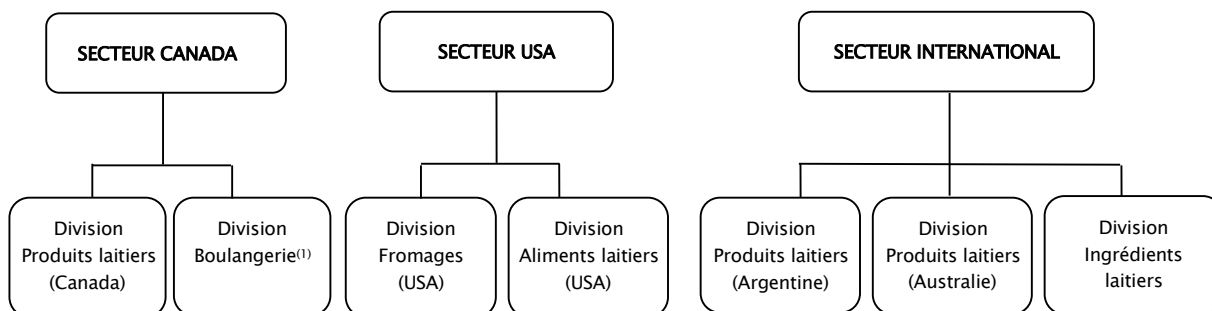 SECTEUR CANADA
SECTEUR USA
SECTEUR INTERNATIONAL
Division
Produits laitiers
(Canada)
Division
Boulangerie(1)
Division
Fromages
(USA)
Division
Aliments laitiers
(USA)
Division
Produits laitiers
(Argentine)
Division
Produits laitiers
(Australie)
Division
Ingrédients
laitiers